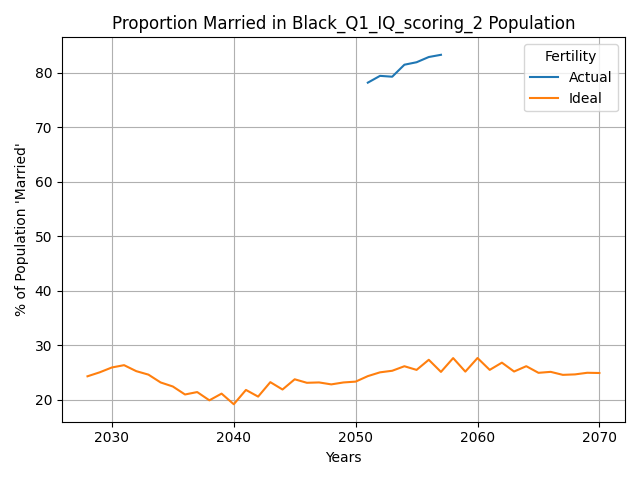 Proportion Married in Black_Q1_IQ_scoring_2 Population
Fertility
Actual
Ideal
% of Population 'Married'
80
70
60
50
40
30
20
2030 2040 2050 2060 2070
Years